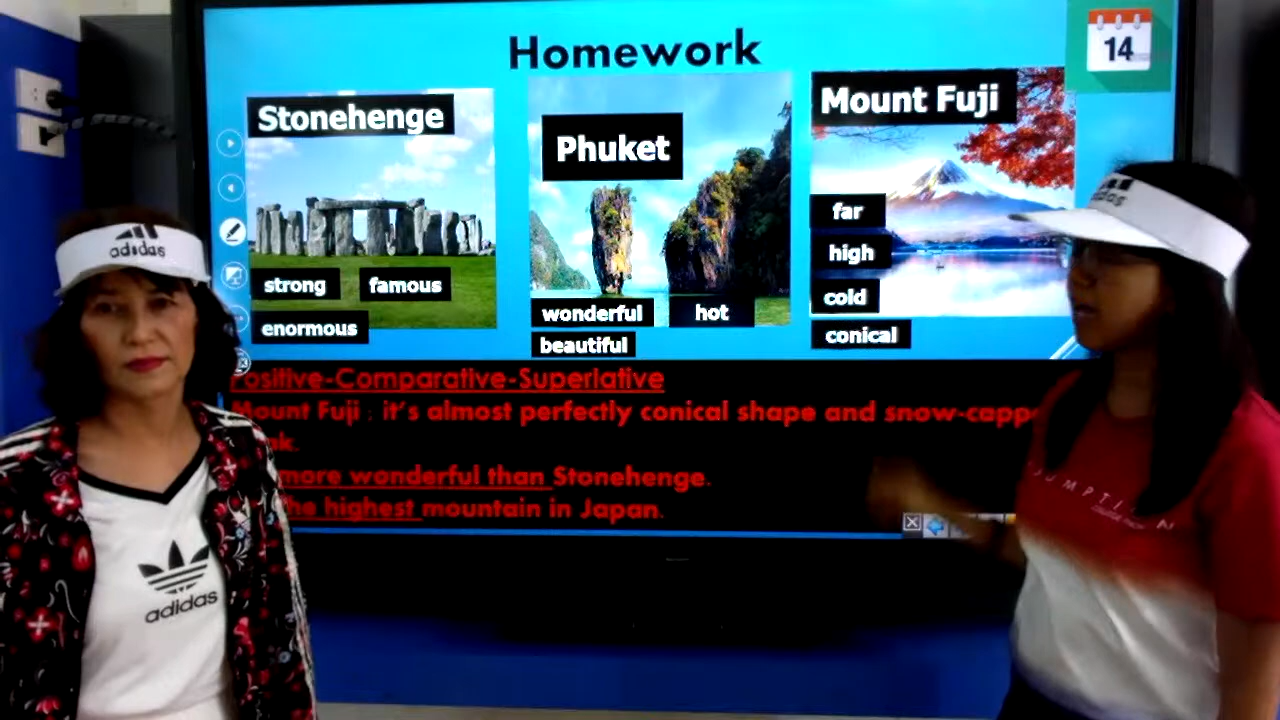 Homework
14
Stonehenge
strong
famous
enormous
Phuket
wonderful
hot
beautiful
Mount Fuji
far
high
cold
conical
Positive-Comparative-Superlative
Mount Fuji : it's almost perfectly conical shape and snow-capp
more wonderful than Stonehenge.
the highest mountain in Japan.
adidas
adidas
adidas
UMPTION